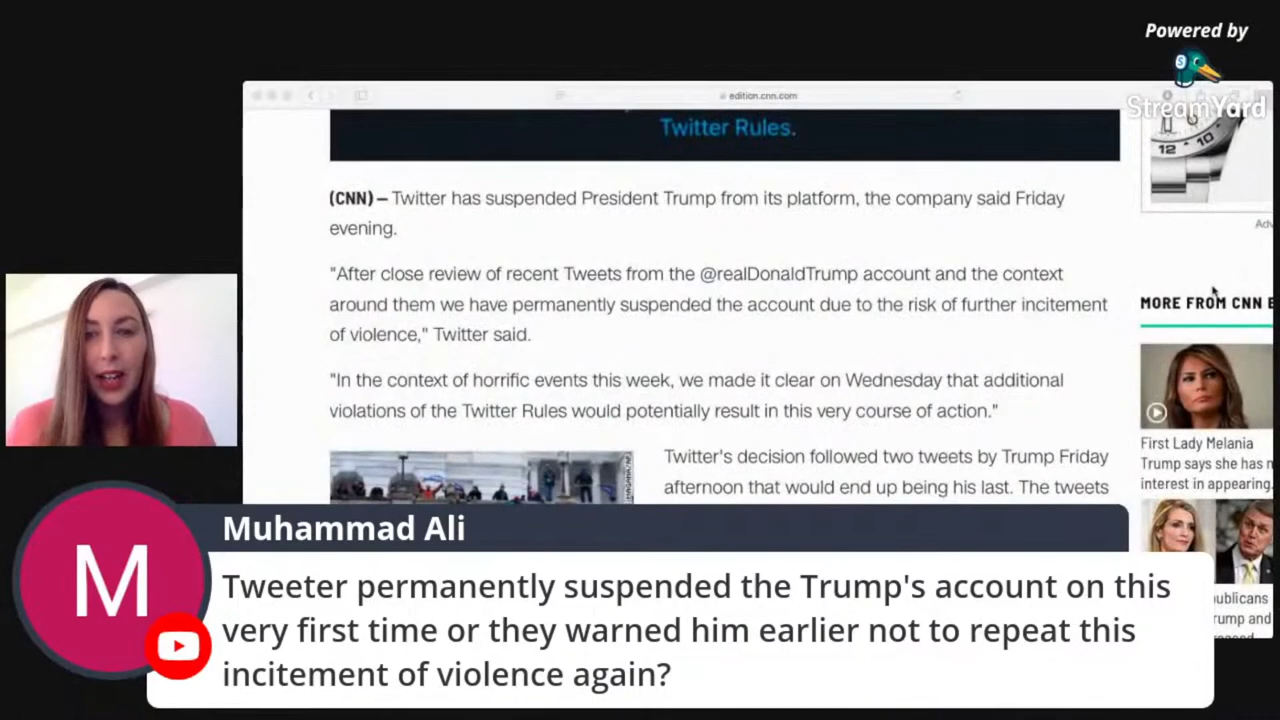 Powered by
StreamYard
edition.cnn.com
Twitter Rules.
12 10
(CNN) – Twitter has suspended President Trump from its platform, the company said Friday
evening.
"After close review of recent Tweets from the @realDonaldTrump account and the context
around them we have permanently suspended the account due to the risk of further incitement
of violence," Twitter said.
"In the context of horrific events this week, we made it clear on Wednesday that additional
violations of the Twitter Rules would potentially result in this very course of action."
Twitter's decision followed two tweets by Trump Friday
afternoon that would end up being his last. The tweets
MORE FROM CNN
First Lady Melania
Trump says she has
interest in appearing
rump and
M
Muhammad Ali
Tweeter permanently suspended the Trump's account on this
very first time or they warned him earlier not to repeat this
incitement of violence again?